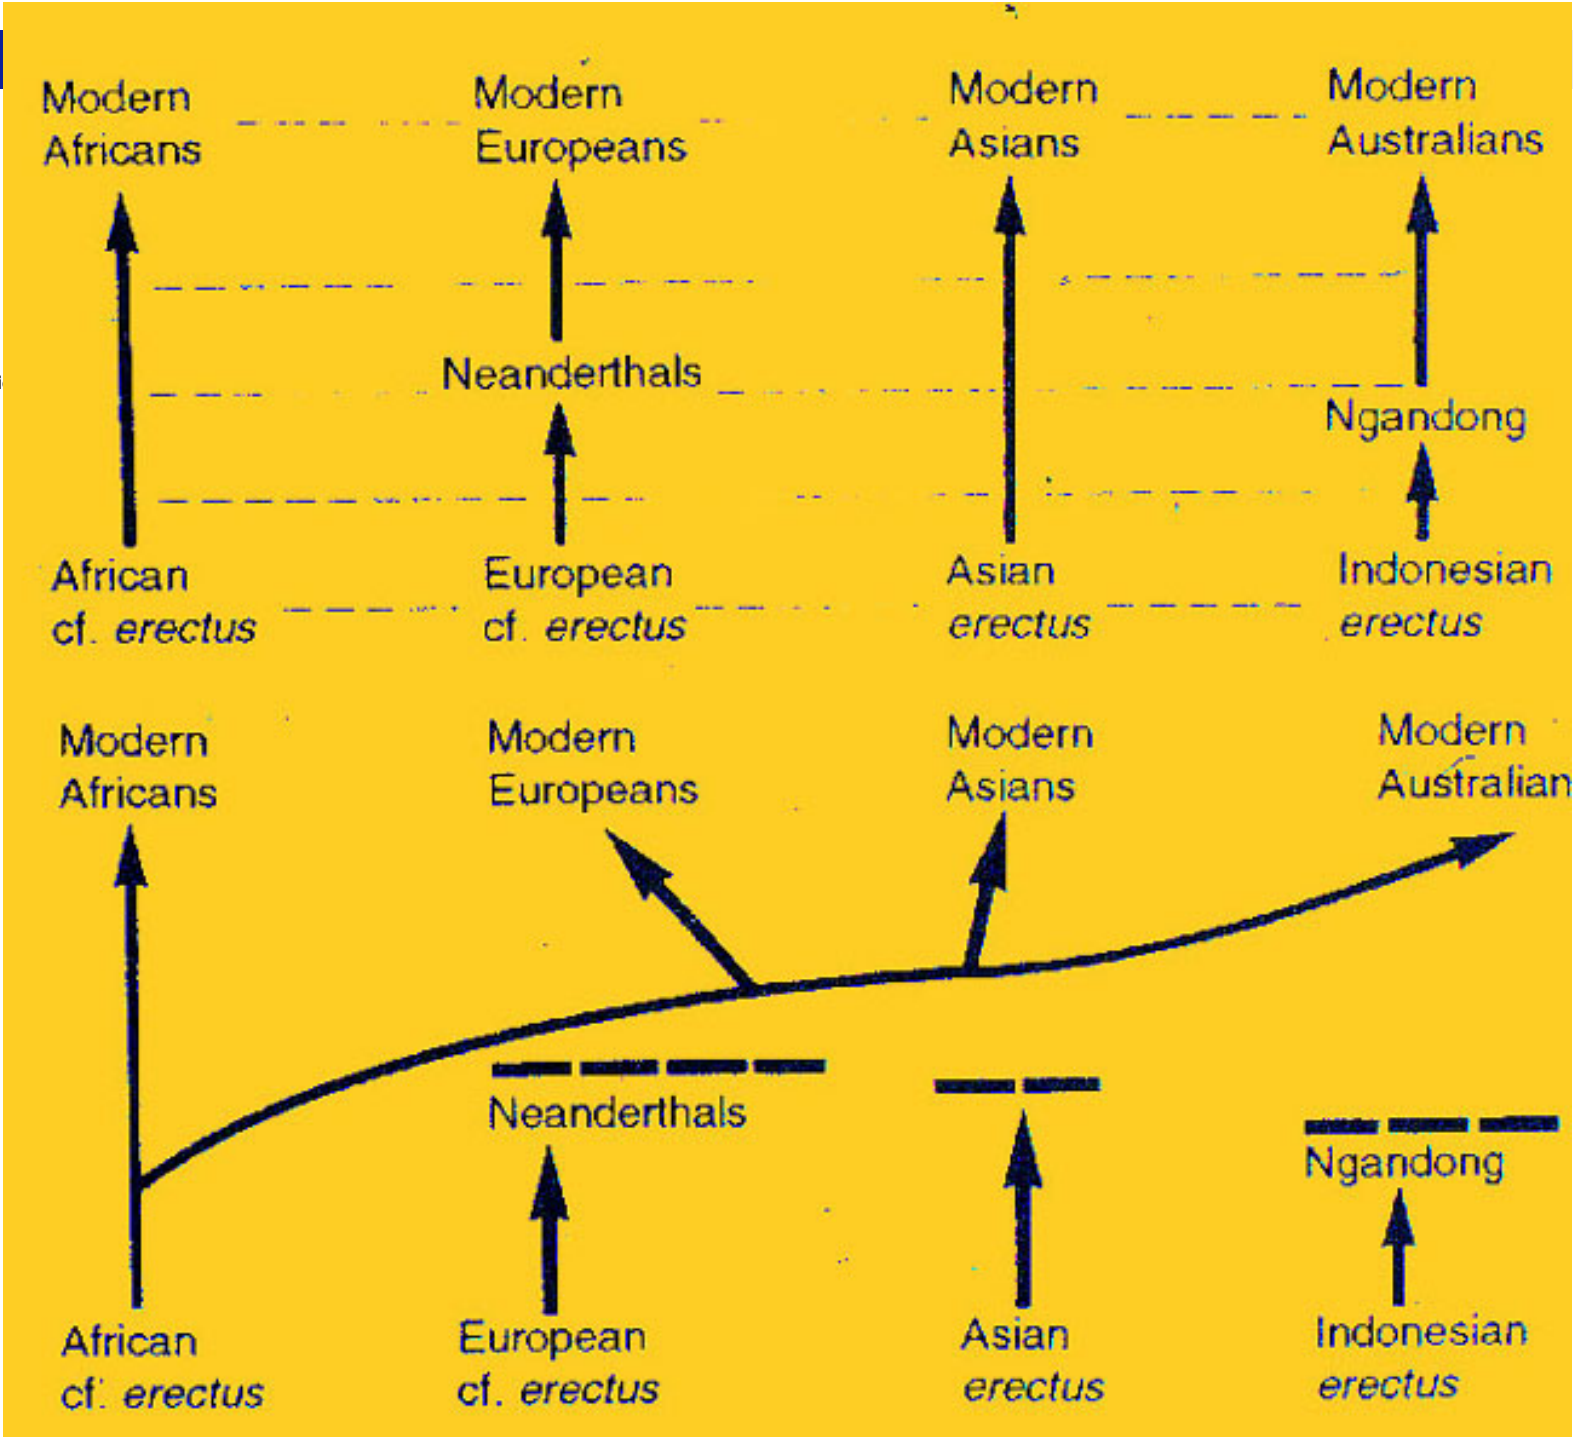 Modern
Africans
Modern
Europeans
Modern
Asians
Modern
Australians
Neanderthals
Ngandong
African
cf. erectus
European
cf. erectus
Asian
erectus
Indonesian
erectus
Modern
Africans
Modern
Europeans
Modern
Asians
Modern
Australian
Neanderthals
Ngandong
African
cf. erectus
European
cf. erectus
Asian
erectus
Indonesian
erectus